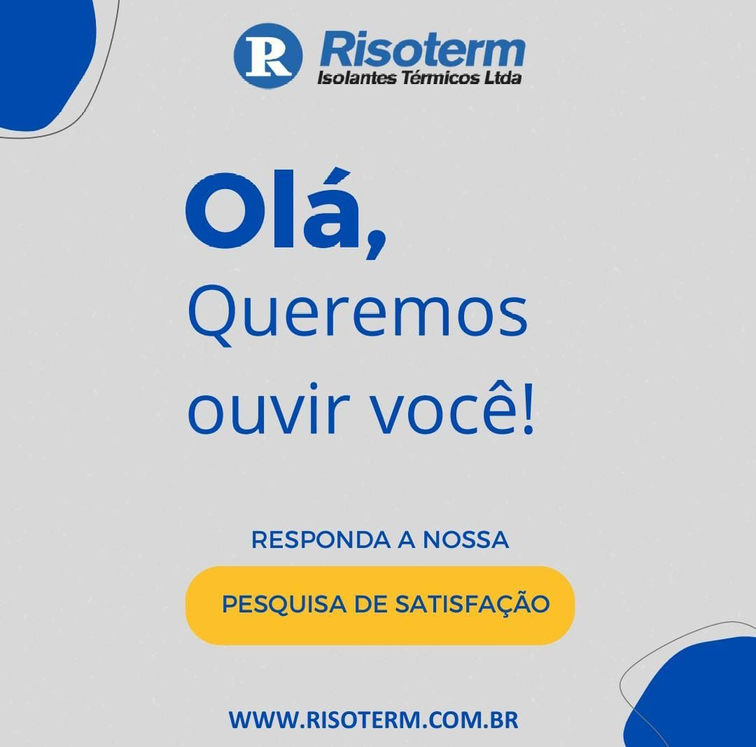 R Risoterm
Isolantes Térmicos Ltda
Olá,
Queremos
ouvir você!
RESPONDA A NOSSA
PESQUISA DE SATISFAÇÃO
WWW.RISOTERM.COM.BR